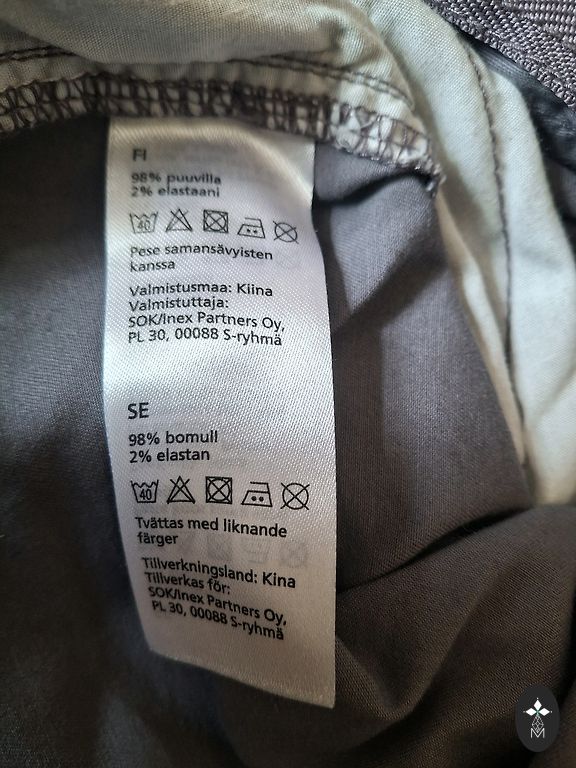 FI
98% puuvilla
2% elastaani
40
Pese samansävyisten
kanssa
Valmistusmaa: Kiina
Valmistuttaja:
SOK/Inex Partners Oy,
PL 30, 00088 S-ryhmä
SE
98% bomull
2% elastan
40
Tvättas med liknande
färger
Tillverkningsland: Kina
Tillverkas för:
SOK/Inex Partners Oy,
PL 30, 00088 S-ryhmä
M